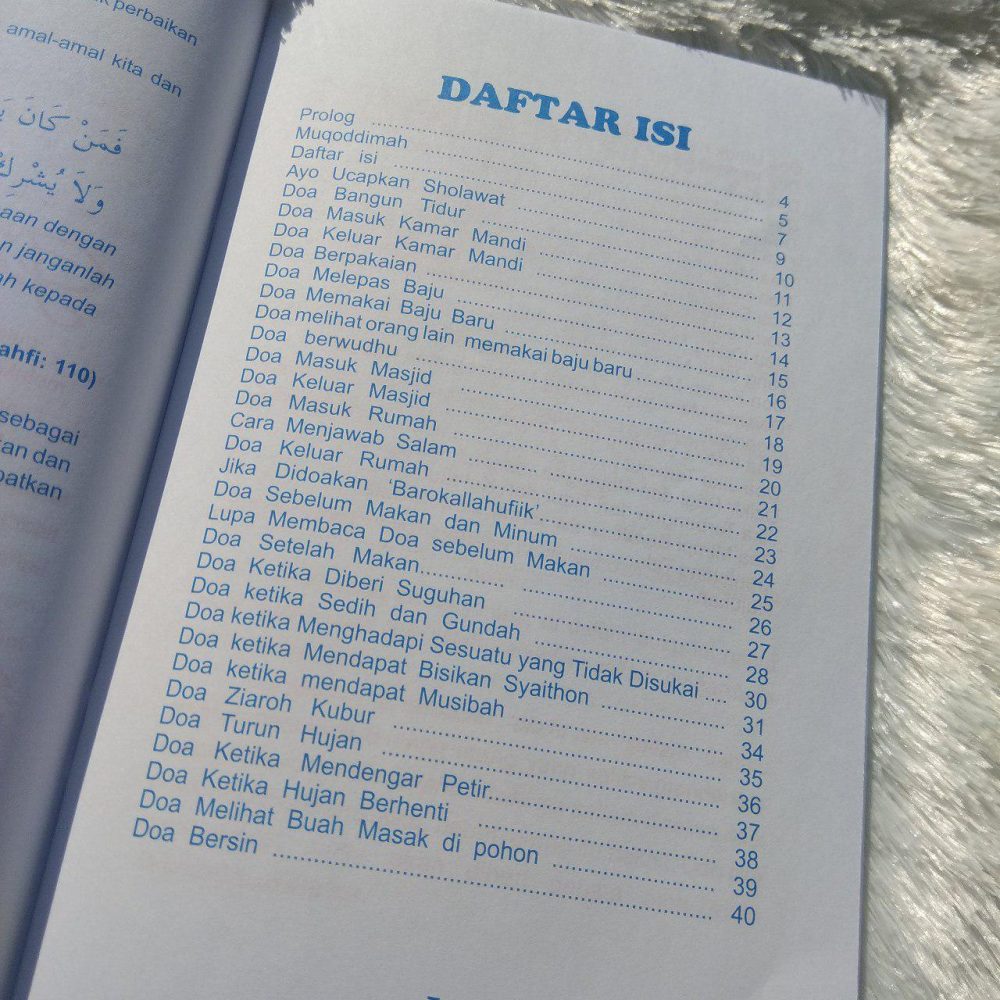 perbaikan
amal-amal kita dan
فَمَنْ كَانَ
وَلَا يُشْرِكْ
aan dengan
n janganlah
ah kepada
ahfi: 110)
sebagai
an dan
patkan
DAFTAR ISI
Prolog ........ 4
Muqoddimah ........ 5
Daftar isi ........ 7
Ayo Ucapkan Sholawat ........ 9
Doa Bangun Tidur ........ 10
Doa Masuk Kamar Mandi ........ 11
Doa Keluar Kamar Mandi ........ 12
Doa Berpakaian ........ 13
Doa Melepas Baju ........ 14
Doa Memakai Baju Baru ........ 15
Doa melihat orang lain memakai baju baru ........ 16
Doa berwudhu ........ 17
Doa Masuk Masjid ........ 18
Doa Keluar Masjid ........ 19
Doa Masuk Rumah ........ 20
Cara Menjawab Salam ........ 21
Doa Keluar Rumah ........ 22
Jika Didoakan 'Barokallahufiik' ........ 23
Doa Sebelum Makan dan Minum ........ 24
Lupa Membaca Doa sebelum Makan ........ 25
Doa Setelah Makan ........ 26
Doa Ketika Diberi Suguhan ........ 27
Doa ketika Sedih dan Gundah ........ 28
Doa ketika Menghadapi Sesuatu yang Tidak Disukai .... 30
Doa ketika Mendapat Bisikan Syaithon ........ 31
Doa ketika mendapat Musibah ........ 34
Doa Ziaroh Kubur ........ 35
Doa Turun Hujan ........ 36
Doa Ketika Mendengar Petir ........ 37
Doa Ketika Hujan Berhenti ........ 38
Doa Melihat Buah Masak di pohon ........ 39
Doa Bersin ........ 40